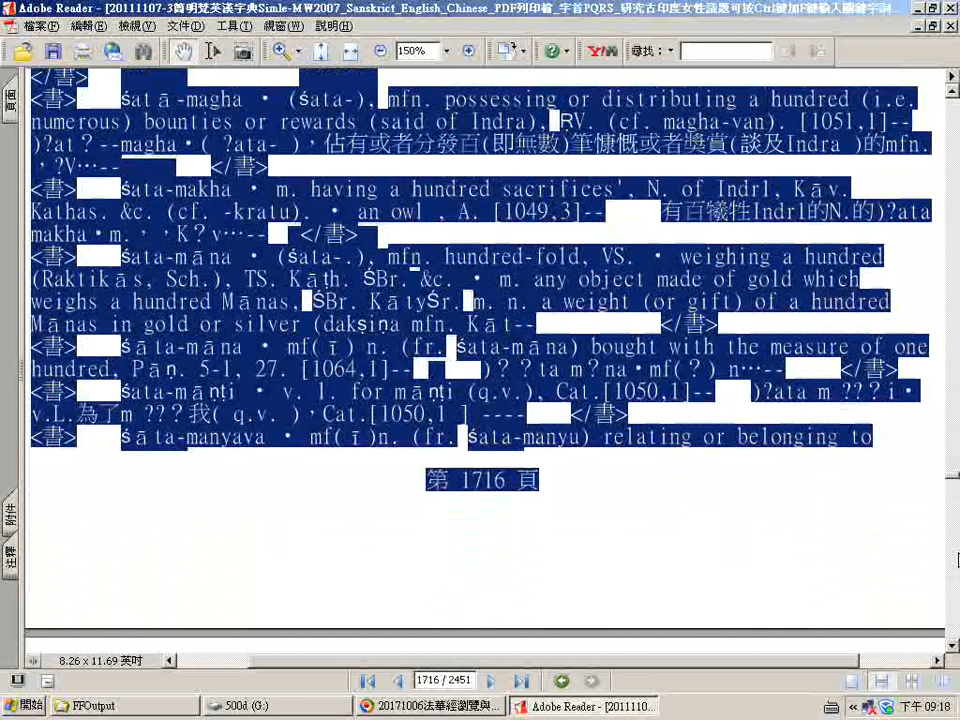 Adobe Reader - [20111107-3簡明梵英漢字典Simle-MW2007_Sanskrict_English_Chinese_PDF列印檔_字首PQRS_研究古印度女性議題可按Ctrl鍵加F鍵輸入關鍵字詞
檔案(F) 編輯(E) 檢視(V) 文件(D) 工具(T) 視窗(W) 說明(H)
150% Y! 尋找:
頁面
</書>
<書> śatā-magha • (śata-), mfn. possessing or distributing a hundred (i.e.
numerous) bounties or rewards (said of Indra), ṚV. (cf. magha-van). [1051,1]--
)?at ? --magha•( ?ata- ),佔有或者分發百(即無數)筆慷慨或者獎賞(談及Indra )的mfn.
,?V…-- </書>
<書> śata-makha • m. having a hundred sacrifices', N. of Indr1, Kāv.
Kathas. &c. (cf. -kratu). • an owl , A. [1049,3]-- 有百犧牲Indr1的N.的)?ata
makha•m.,,K?v…-- </書>
<書> śata-māna • (śata-.), mfn. hundred-fold, VS. • weighing a hundred
(Raktikās, Sch.), TS. Kāṭh. ŚBr. &c. • m. any object made of gold which
weighs a hundred Mānas, ŚBr. KātyŚr. m. n. a weight (or gift) of a hundred
Mānas in gold or silver (dakṣiṇa mfn. Kāt-- </書>
<書> śāta-māna • mf(ī) n. (fr. śata-māna) bought with the measure of one
hundred, Pāṇ. 5-1, 27. [1064,1]-- )??ta m?na•mf(?) n…-- </書>
<書> śata-māṇṭi • v. l. for māṇṭi (q.v.), Cat.[1050,1]-- )?ata m ???i•
v.L.為了m ???我( q.v. ),Cat.[1050,1 ] ---- </書>
<書> śāta-manyava • mf(ī)n. (fr. śata-manyu) relating or belonging to
第 1716 頁
附件
注釋
8.26 x 11.69 英吋
1716 / 2451
開始 FFOutput 500d (G:) 20171006法華經瀏覽與... Adobe Reader - [2011110... 下午 09:18